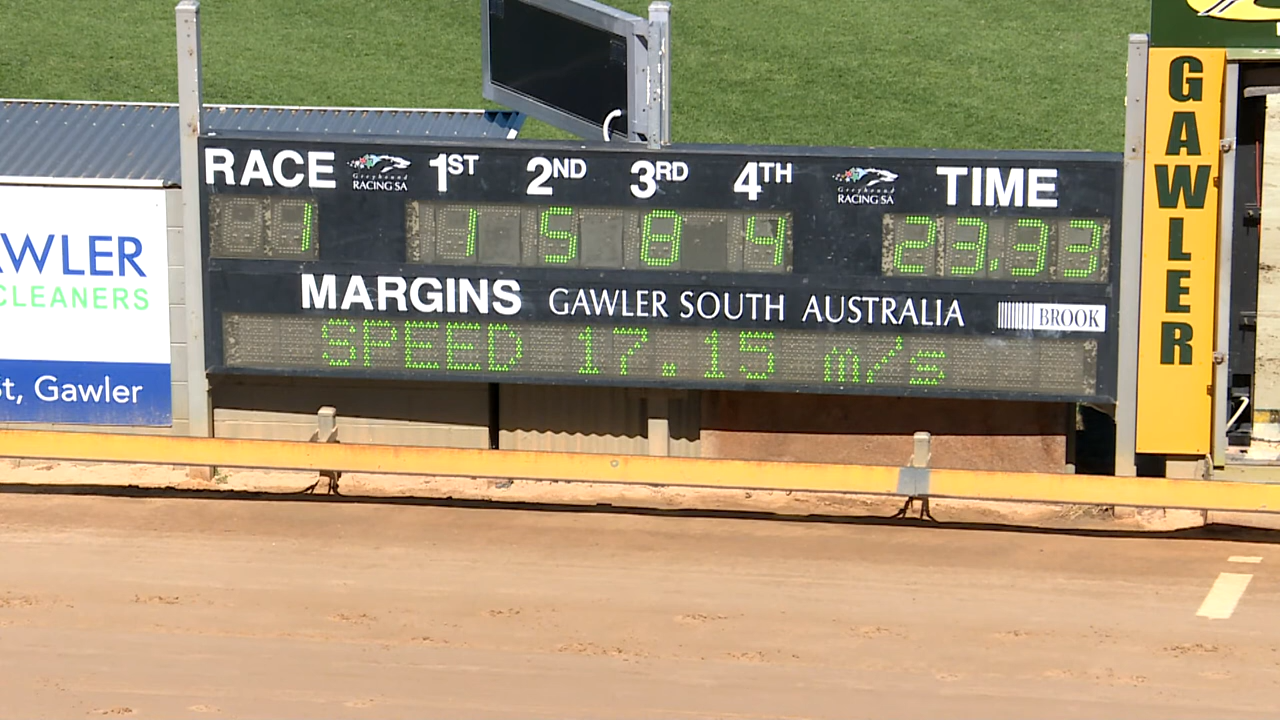 RACE Greyhound RACING SA 1ST 2ND 3RD 4TH Greyhound RACING SA TIME
1 1 5 8 4 23.33
MARGINS GAWLER SOUTH AUSTRALIA BROOK
SPEED 17.15 m/s
AWLER
CLEANERS
St, Gawler
GAWLER